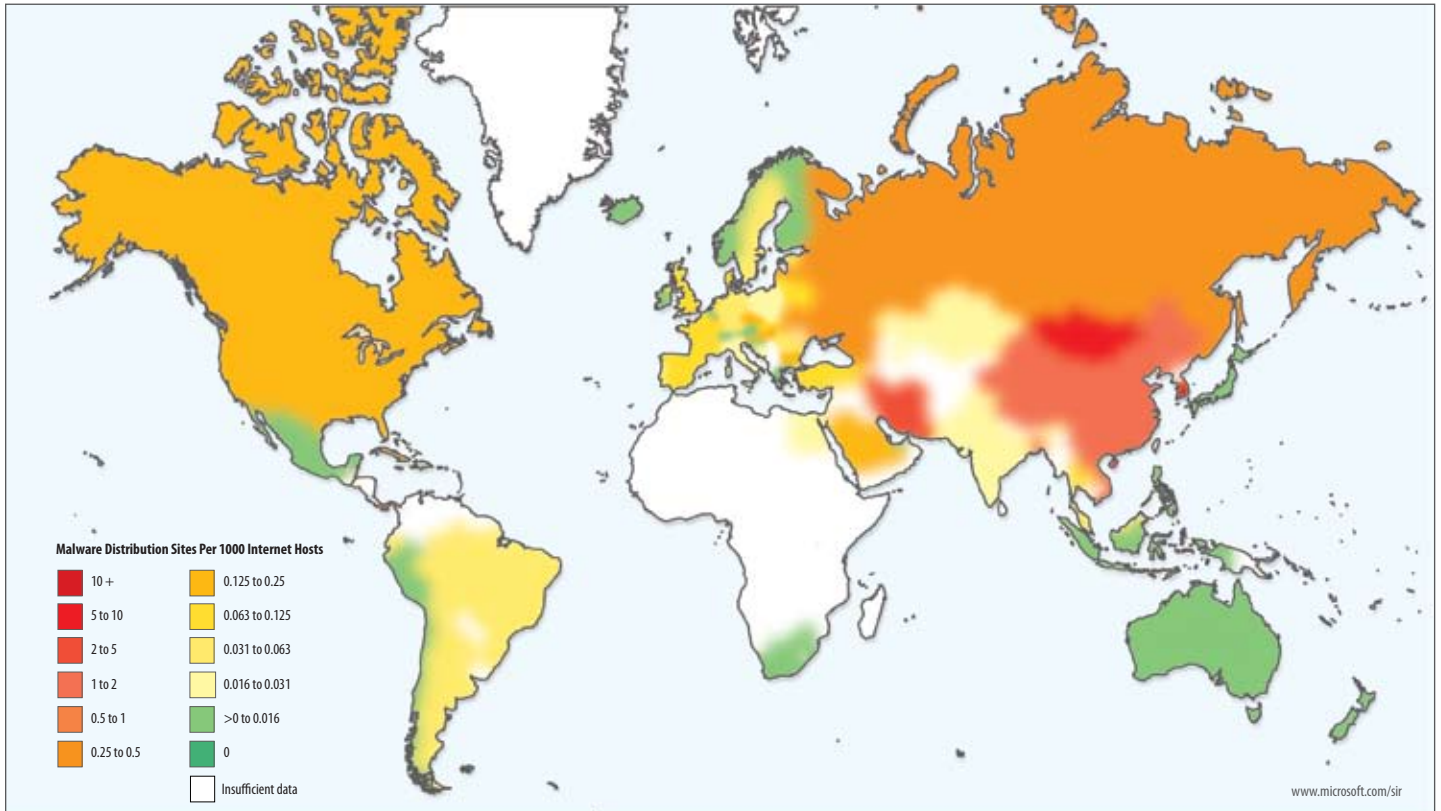 Malware Distribution Sites Per 1000 Internet Hosts
10 +
5 to 10
2 to 5
1 to 2
0.5 to 1
0.25 to 0.5
0.125 to 0.25
0.063 to 0.125
0.031 to 0.063
0.016 to 0.031
>0 to 0.016
0
Insufficient data
www.microsoft.com/sir